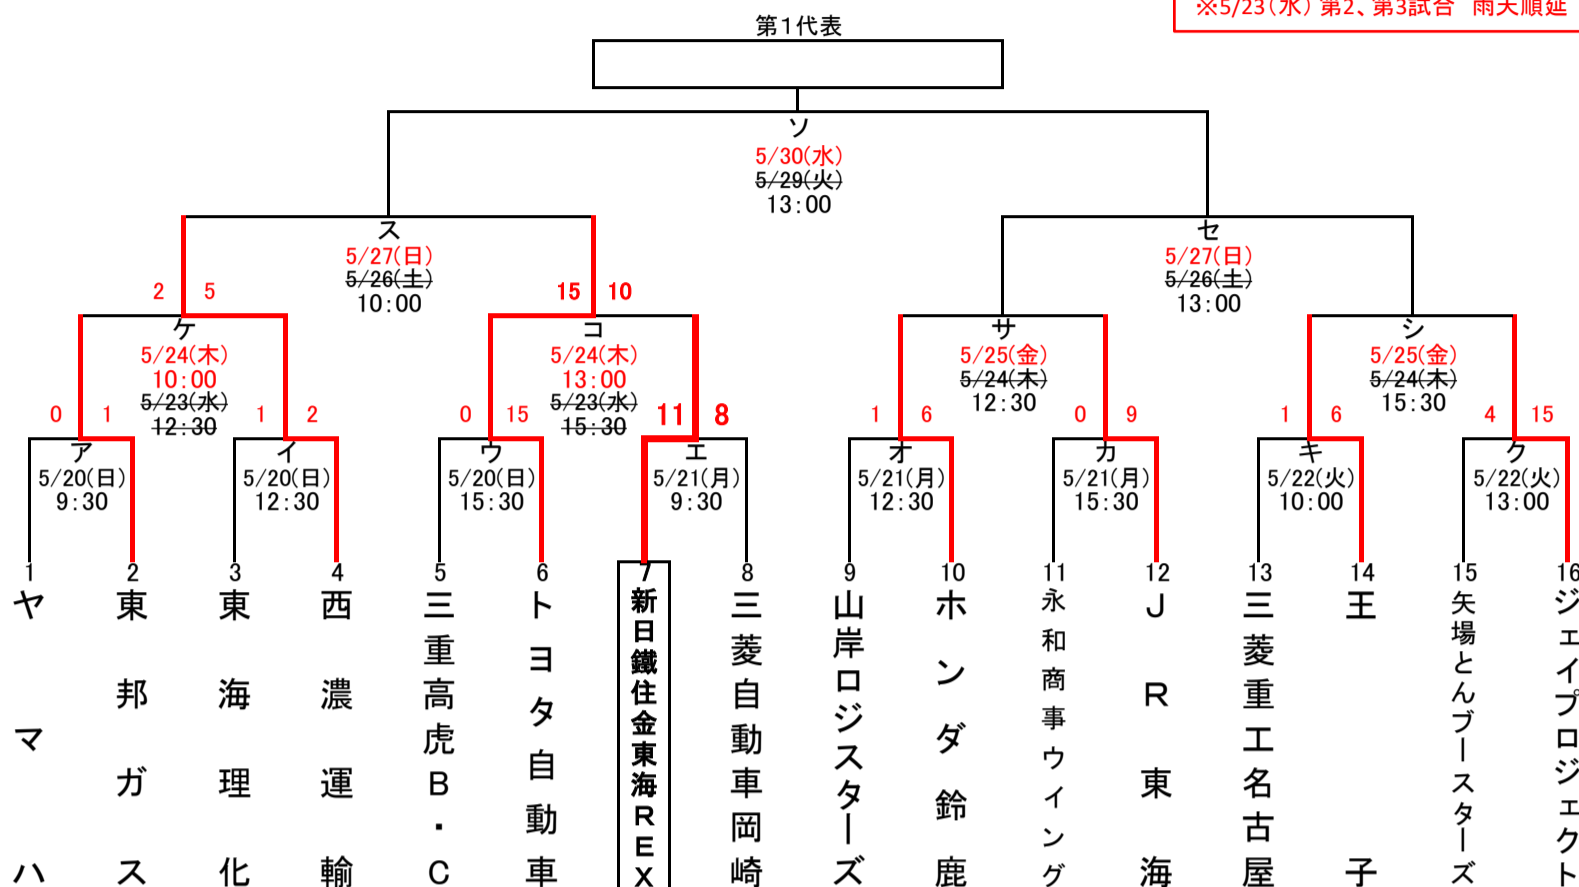 ※5/23(水) 第2、第3試合 雨天順延
第1代表
ソ
5/30(水)
5/29(火)
13:00
ス
5/27(日)
5/26(土)
10:00
セ
5/27(日)
5/26(土)
13:00
2 5
ケ
5/24(木)
10:00
5/23(水)
12:30
15 10
コ
5/24(木)
13:00
5/23(水)
15:30
サ
5/25(金)
5/24(木)
12:30
シ
5/25(金)
5/24(木)
15:30
0 1
ア
5/20(日)
9:30
1 2
イ
5/20(日)
12:30
0 15
ウ
5/20(日)
15:30
11 8
エ
5/21(月)
9:30
1 6
オ
5/21(月)
12:30
0 9
カ
5/21(月)
15:30
1 6
キ
5/22(火)
10:00
4 15
ク
5/22(火)
13:00
1
ヤマハ
2
東邦ガス
3
東海理化
4
西濃運輸
5
三重高虎B・C
6
トヨタ自動車
7
新日鐵住金東海REX
8
三菱自動車岡崎
9
山岸ロジスターズ
10
ホンダ鈴鹿
11
永和商事ウイング
12
JR東海
13
三菱重工名古屋
14
王子
15
矢場とんブースターズ
16
ジェイプロジェクト